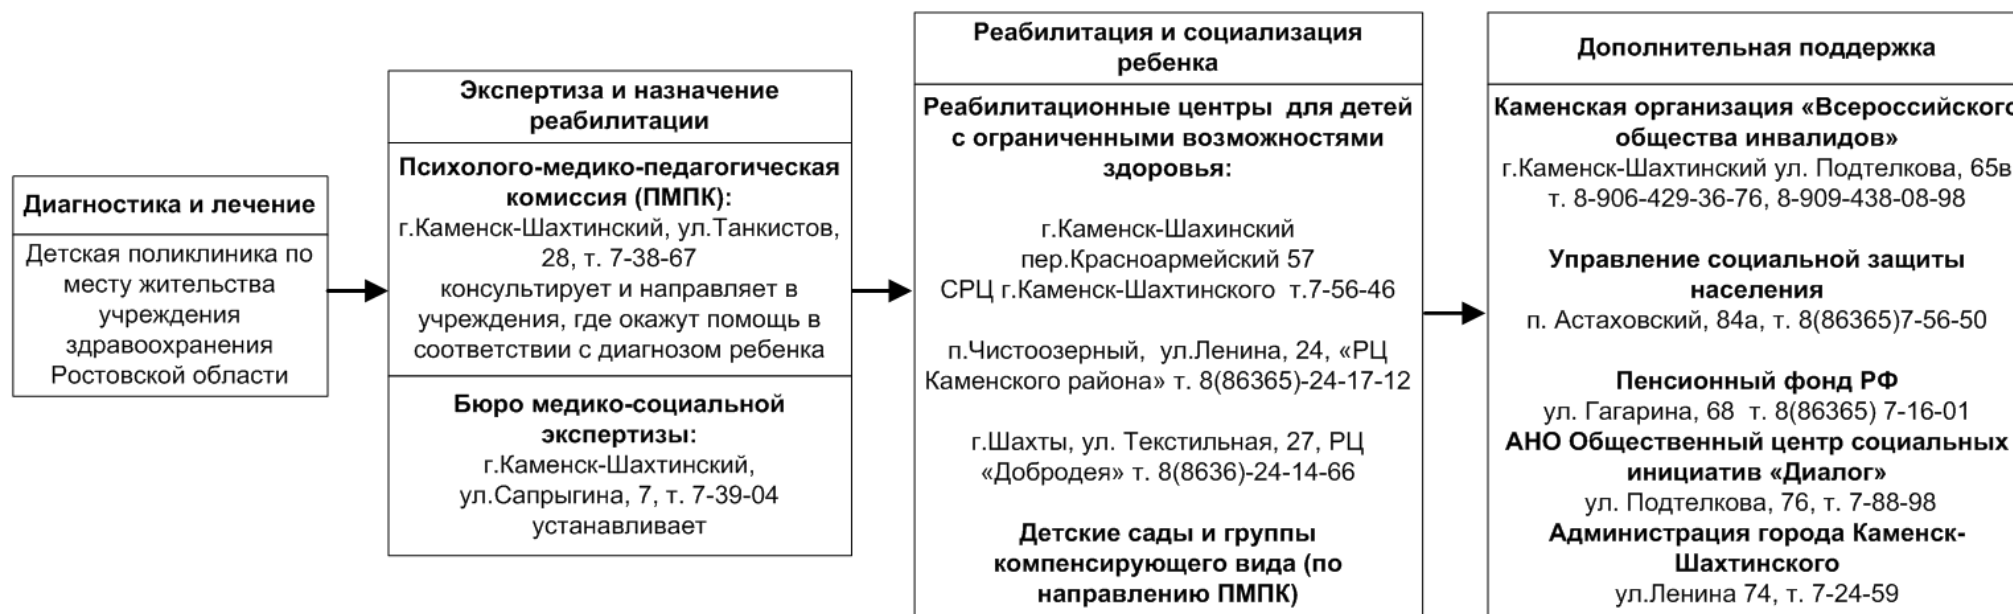 Диагностика и лечение
Детская поликлиника по
месту жительства
учреждения
здравоохранения
Ростовской области
Экспертиза и назначение
реабилитации
Психолого-медико-педагогическая
комиссия (ПМПК):
г.Каменск-Шахтинский, ул.Танкистов,
28, т. 7-38-67
консультирует и направляет в
учреждения, где окажут помощь в
соответствии с диагнозом ребенка
Бюро медико-социальной
экспертизы:
г.Каменск-Шахтинский,
ул.Сапрыгина, 7, т. 7-39-04
устанавливает
Реабилитация и социализация
ребенка
Реабилитационные центры для детей
с ограниченными возможностями
здоровья:
г.Каменск-Шахинский
пер.Красноармейский 57
СРЦ г.Каменск-Шахтинского т.7-56-46
п.Чистоозерный, ул.Ленина, 24, «РЦ
Каменского района» т. 8(86365)-24-17-12
г.Шахты, ул. Текстильная, 27, РЦ
«Добродея» т. 8(8636)-24-14-66
Детские сады и группы
компенсирующего вида (по
направлению ПМПК)
Дополнительная поддержка
Каменская организация «Всероссийского
общества инвалидов»
г.Каменск-Шахтинский ул. Подтелкова, 65в
т. 8-906-429-36-76, 8-909-438-08-98
Управление социальной защиты
населения
п. Астаховский, 84а, т. 8(86365)7-56-50
Пенсионный фонд РФ
ул. Гагарина, 68 т. 8(86365) 7-16-01
АНО Общественный центр социальных
инициатив «Диалог»
ул. Подтелкова, 76, т. 7-88-98
Администрация города Каменск-
Шахтинского
ул.Ленина 74, т. 7-24-59